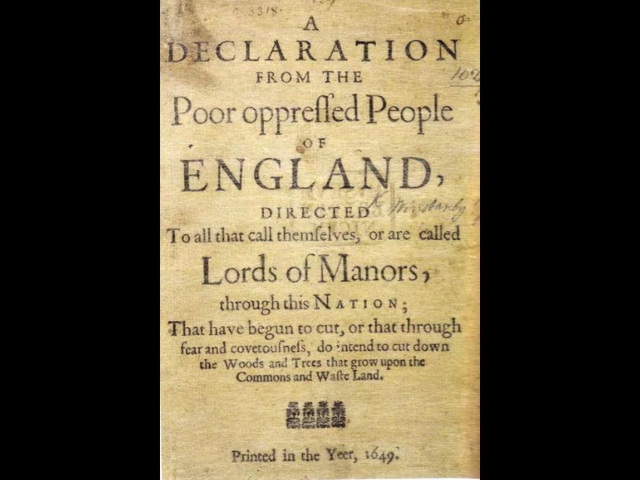 A
DECLARATION
FROM THE
Poor oppreſſed People
OF
ENGLAND,
DIRECTED
To all that call themſelves, or are called
Lords of Manors,
through this NATION;
That have begun to cut, or that through
fear and covetouſneſs, do intend to cut down
the Woods and Trees that grow upon the
Commons and Waſte Land.
Printed in the Yeer, 1649.